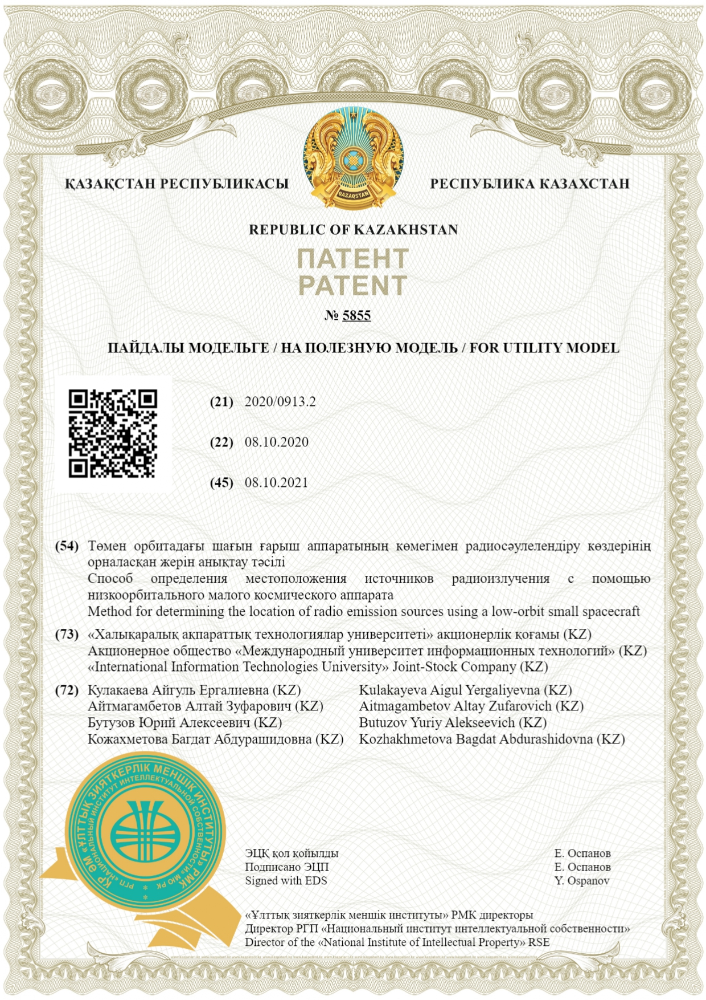 ҚАЗАҚСТАН РЕСПУБЛИКАСЫ
РЕСПУБЛИКА КАЗАХСТАН
QAZAQSTAN
REPUBLIC OF KAZAKHSTAN
ПАТЕНТ
PATENT
№ 5855
ПАЙДАЛЫ МОДЕЛЬГЕ / НА ПОЛЕЗНУЮ МОДЕЛЬ / FOR UTILITY MODEL
(21) 2020/0913.2
(22) 08.10.2020
(45) 08.10.2021
(54) Төмен орбитадағы шағын ғарыш аппаратының көмегімен радиосәулелендіру көздерінің
орналасқан жерін анықтау тәсілі
Способ определения местоположения источников радиоизлучения с помощью
низкоорбитального малого космического аппарата
Method for determining the location of radio emission sources using a low-orbit small spacecraft
(73) «Халықаралық ақпараттық технологиялар университеті» акционерлік қоғамы (KZ)
Акционерное общество «Международный университет информационных технологий» (KZ)
«International Information Technologies University» Joint-Stock Company (KZ)
(72) Кулакаева Айгуль Ергалиевна (KZ) Kulakayeva Aigul Yergaliyevna (KZ)
Айтмагамбетов Алтай Зуфарович (KZ) Aitmagambetov Altay Zufarovich (KZ)
Бутузов Юрий Алексеевич (KZ) Butuzov Yuriy Alekseevich (KZ)
Кожахметова Багдат Абдурашидовна (KZ) Kozhakhmetova Bagdat Abdurashidovna (KZ)
ҚР ӘМ «ҰЛТТЫҚ ЗИЯТКЕРЛІК МЕНШІК ИНСТИТУТЫ» РМК
РГП «НАЦИОНАЛЬНЫЙ ИНСТИТУТ ИНТЕЛЛЕКТУАЛЬНОЙ СОБСТВЕННОСТИ» МЮ РК
ЭЦҚ қол қойылды Е. Оспанов
Подписано ЭЦП Е. Оспанов
Signed with EDS Y. Ospanov
«Ұлттық зияткерлік меншік институты» РМК директоры
Директор РГП «Национальный институт интеллектуальной собственности»
Director of the «National Institute of Intellectual Property» RSE